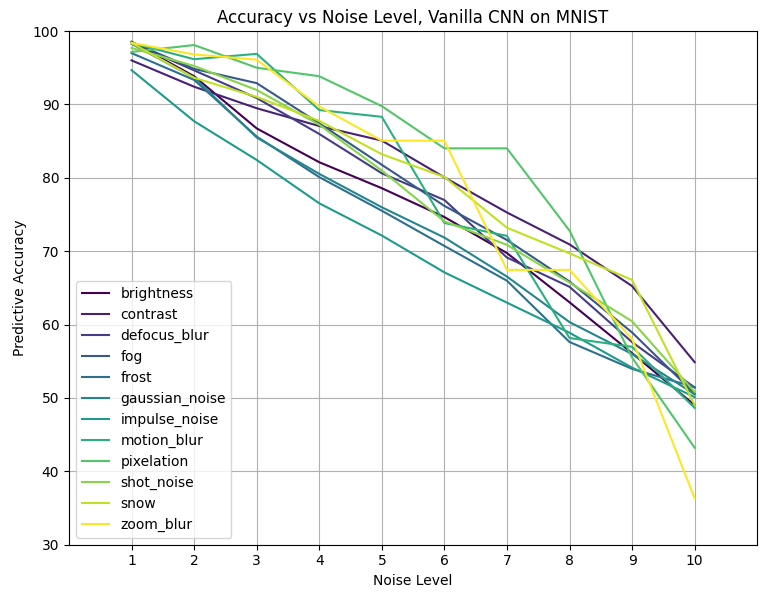 Accuracy vs Noise Level, Vanilla CNN on MNIST
100
90
80
70
60
50
40
30
Predictive Accuracy
brightness
contrast
defocus_blur
fog
frost
gaussian_noise
impulse_noise
motion_blur
pixelation
shot_noise
snow
zoom_blur
1 2 3 4 5 6 7 8 9 10
Noise Level